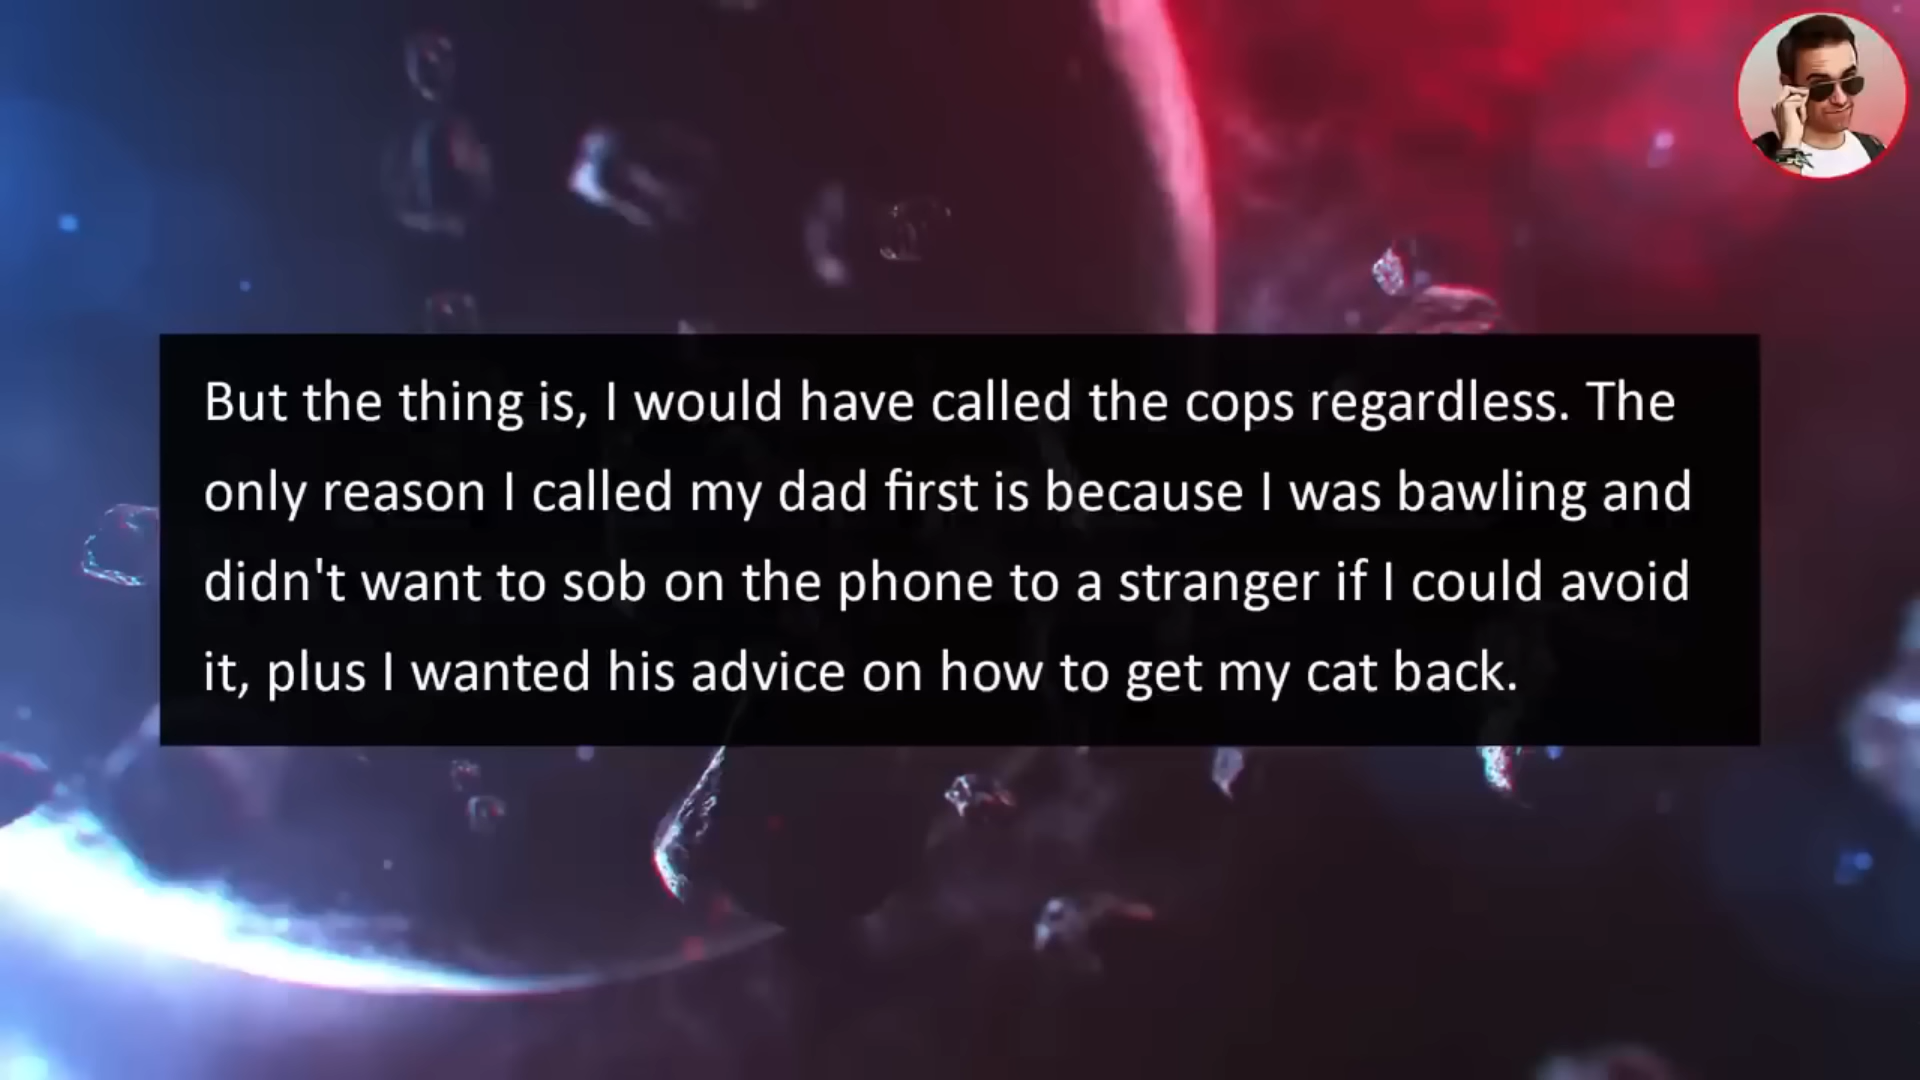 But the thing is, I would have called the cops regardless. The
only reason I called my dad first is because I was bawling and
didn't want to sob on the phone to a stranger if I could avoid
it, plus I wanted his advice on how to get my cat back.